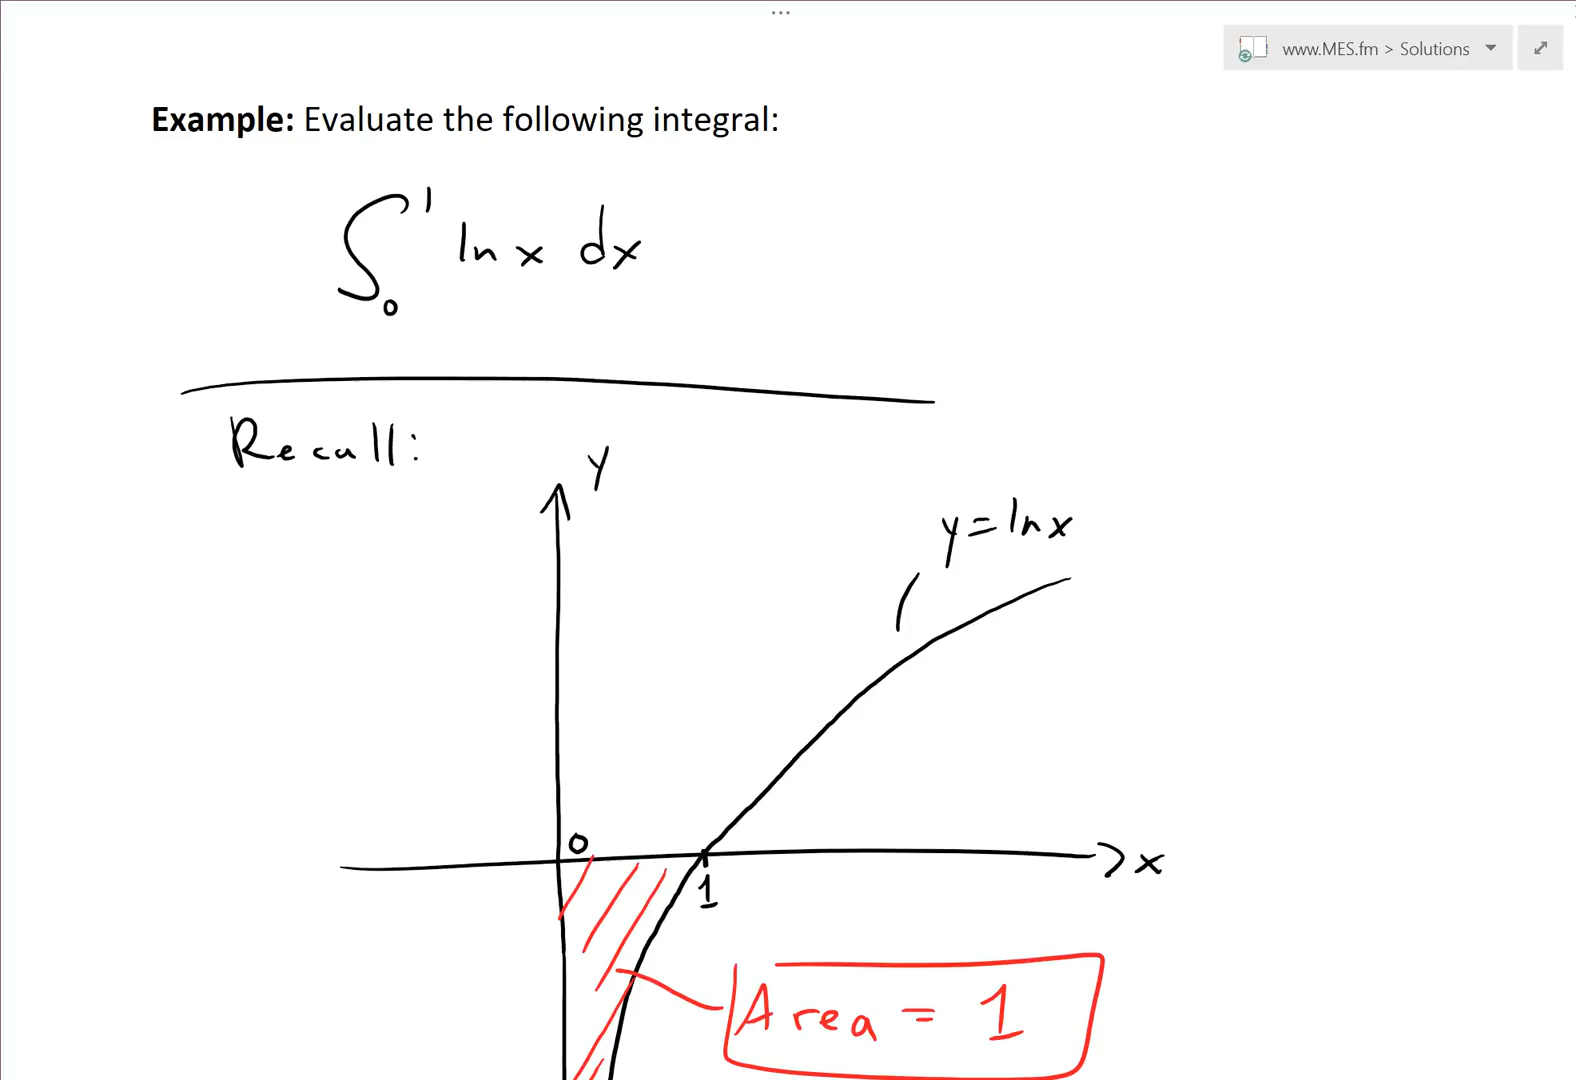 www.MES.fm > Solutions
Example: Evaluate the following integral:
∫₀¹ ln x dx
Recall:
y
y = ln x
0
x
1
Area = 1